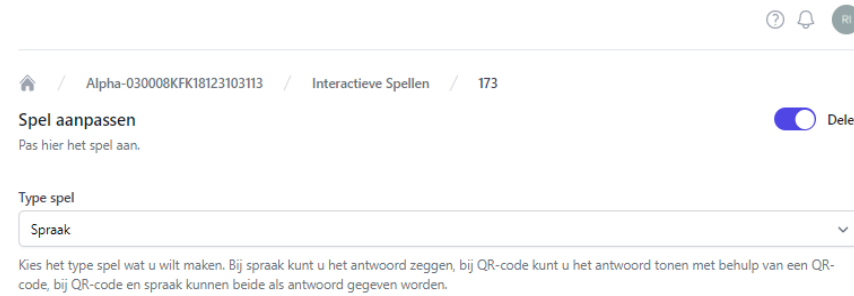 RI
/ Alpha-030008KFK18123103113 / Interactieve Spellen / 173
Spel aanpassen
Dele
Pas hier het spel aan.
Type spel
Spraak
Kies het type spel wat u wilt maken. Bij spraak kunt u het antwoord zeggen, bij QR-code kunt u het antwoord tonen met behulp van een QR-
code, bij QR-code en spraak kunnen beide als antwoord gegeven worden.